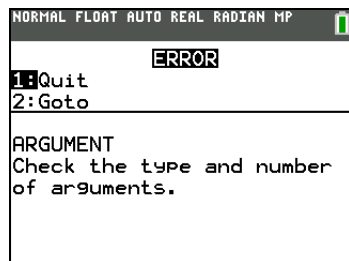 NORMAL FLOAT AUTO REAL RADIAN MP
ERROR
1:Quit
2:Goto
ARGUMENT
Check the type and number
of arguments.